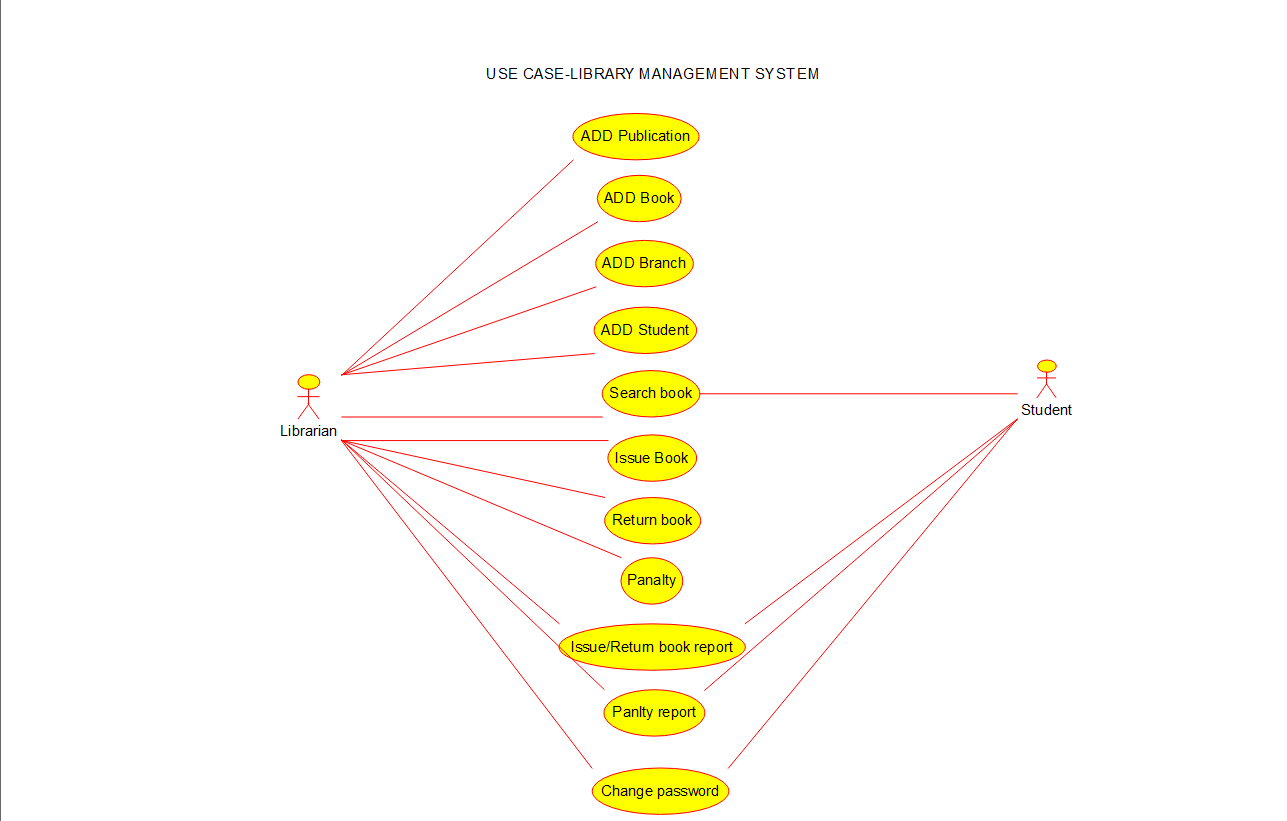 USE CASE-LIBRARY MANAGEMENT SYSTEM
ADD Publication
ADD Book
ADD Branch
ADD Student
Search book
Student
Librarian
Issue Book
Return book
Panalty
Issue/Return book report
Panlty report
Change password